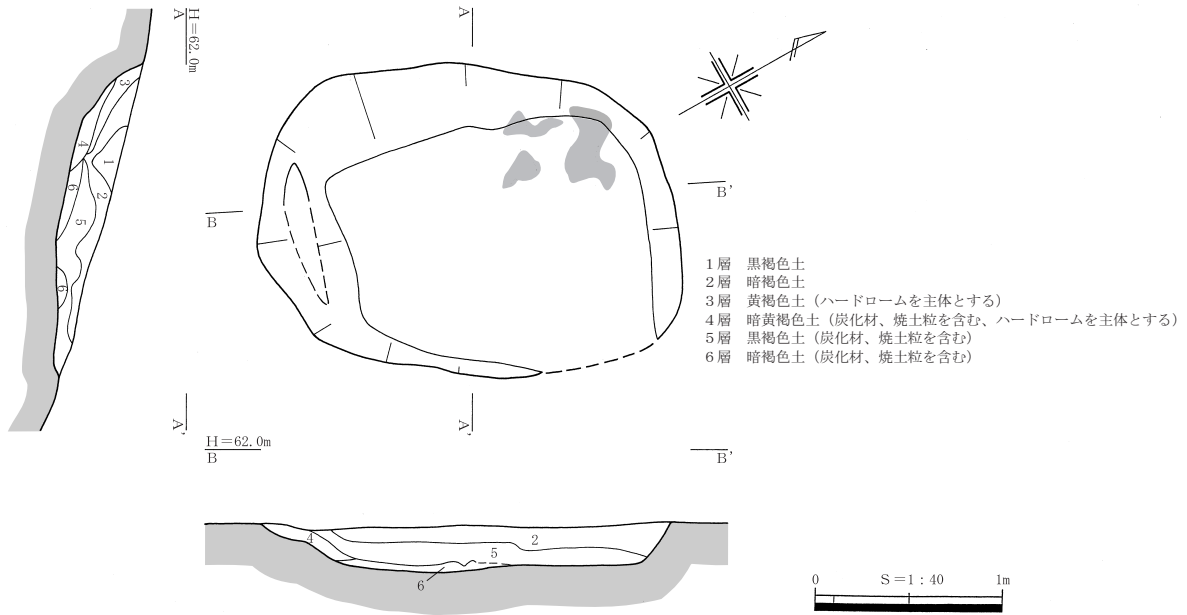 A
H＝62.0m
3
4
1
6
2
5
6
A'
A
B
B'
A'
1層　黒褐色土
2層　暗褐色土
3層　黄褐色土（ハードロームを主体とする）
4層　暗黄褐色土（炭化材、焼土粒を含む、ハードロームを主体とする）
5層　黒褐色土（炭化材、焼土粒を含む）
6層　暗褐色土（炭化材、焼土粒を含む）
H＝62.0m
B
B'
4
2
5
6
0　S＝1：40　1m